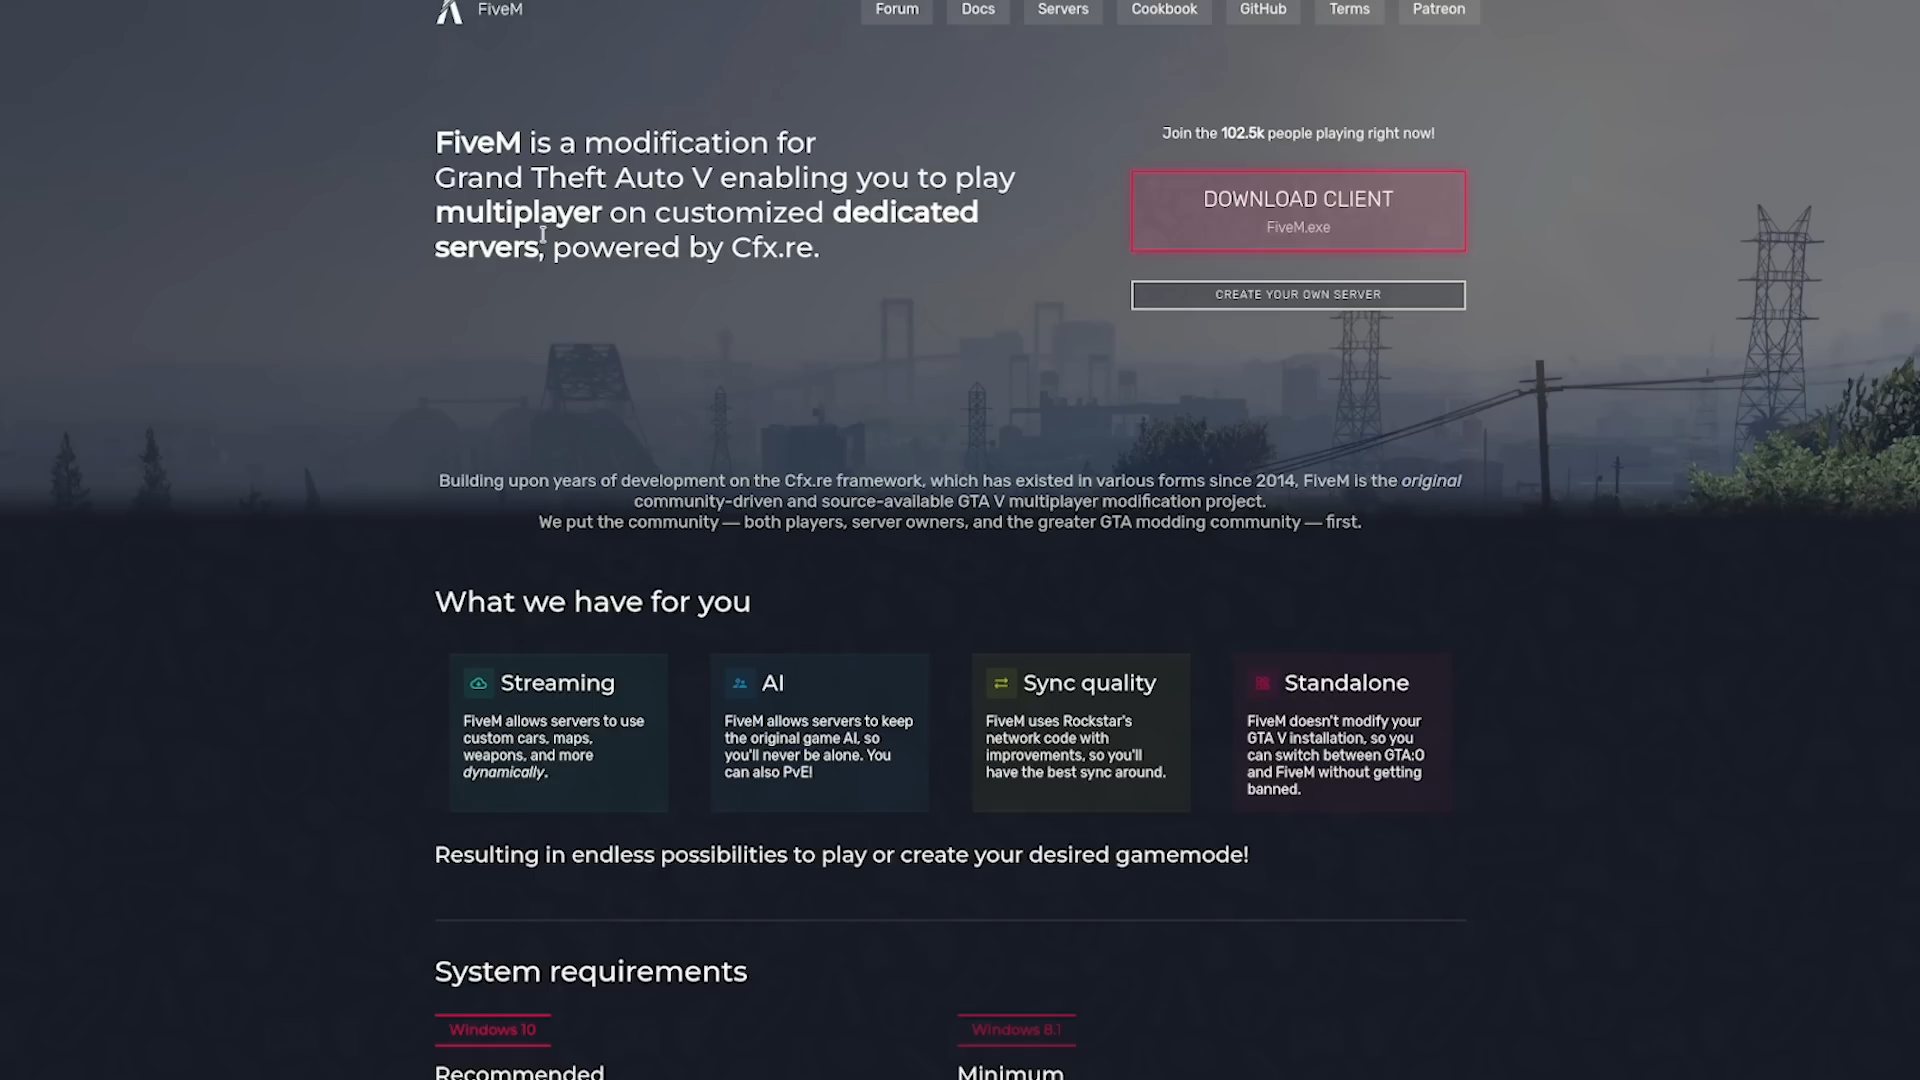 FiveM
Forum
Docs
Servers
Cookbook
GitHub
Terms
Patreon
FiveM is a modification for
Grand Theft Auto V enabling you to play
multiplayer on customized dedicated
servers, powered by Cfx.re.
Join the 102.5k people playing right now!
DOWNLOAD CLIENT
FiveM.exe
CREATE YOUR OWN SERVER
Building upon years of development on the Cfx.re framework, which has existed in various forms since 2014, FiveM is the original
community-driven and source-available GTA V multiplayer modification project.
We put the community — both players, server owners, and the greater GTA modding community — first.
What we have for you
Streaming
FiveM allows servers to use
custom cars, maps,
weapons, and more
dynamically.
AI
FiveM allows servers to keep
the original game AI, so
you'll never be alone. You
can also PvE!
Sync quality
FiveM uses Rockstar's
network code with
improvements, so you'll
have the best sync around.
Standalone
FiveM doesn't modify your
GTA V installation, so you
can switch between GTA:O
and FiveM without getting
banned.
Resulting in endless possibilities to play or create your desired gamemode!
System requirements
Windows 10
Windows 8.1
Recommended
Minimum